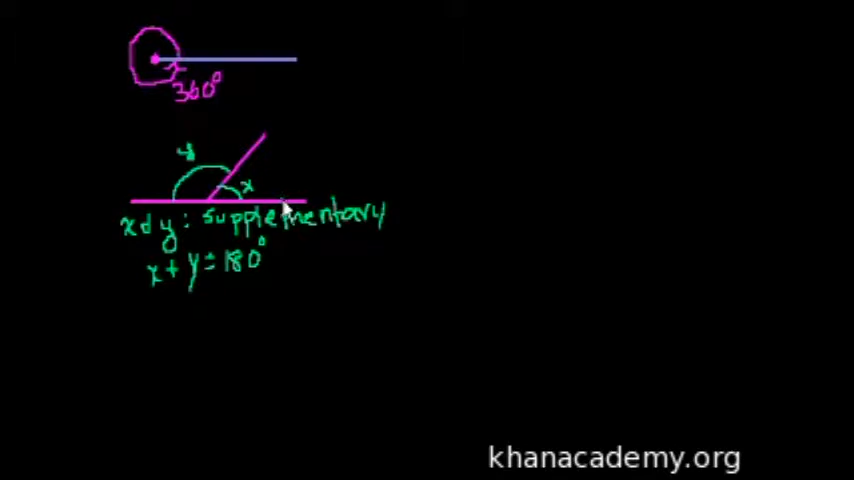 360°
y
x
x & y: supplementary
x + y = 180°
khanacademy.org